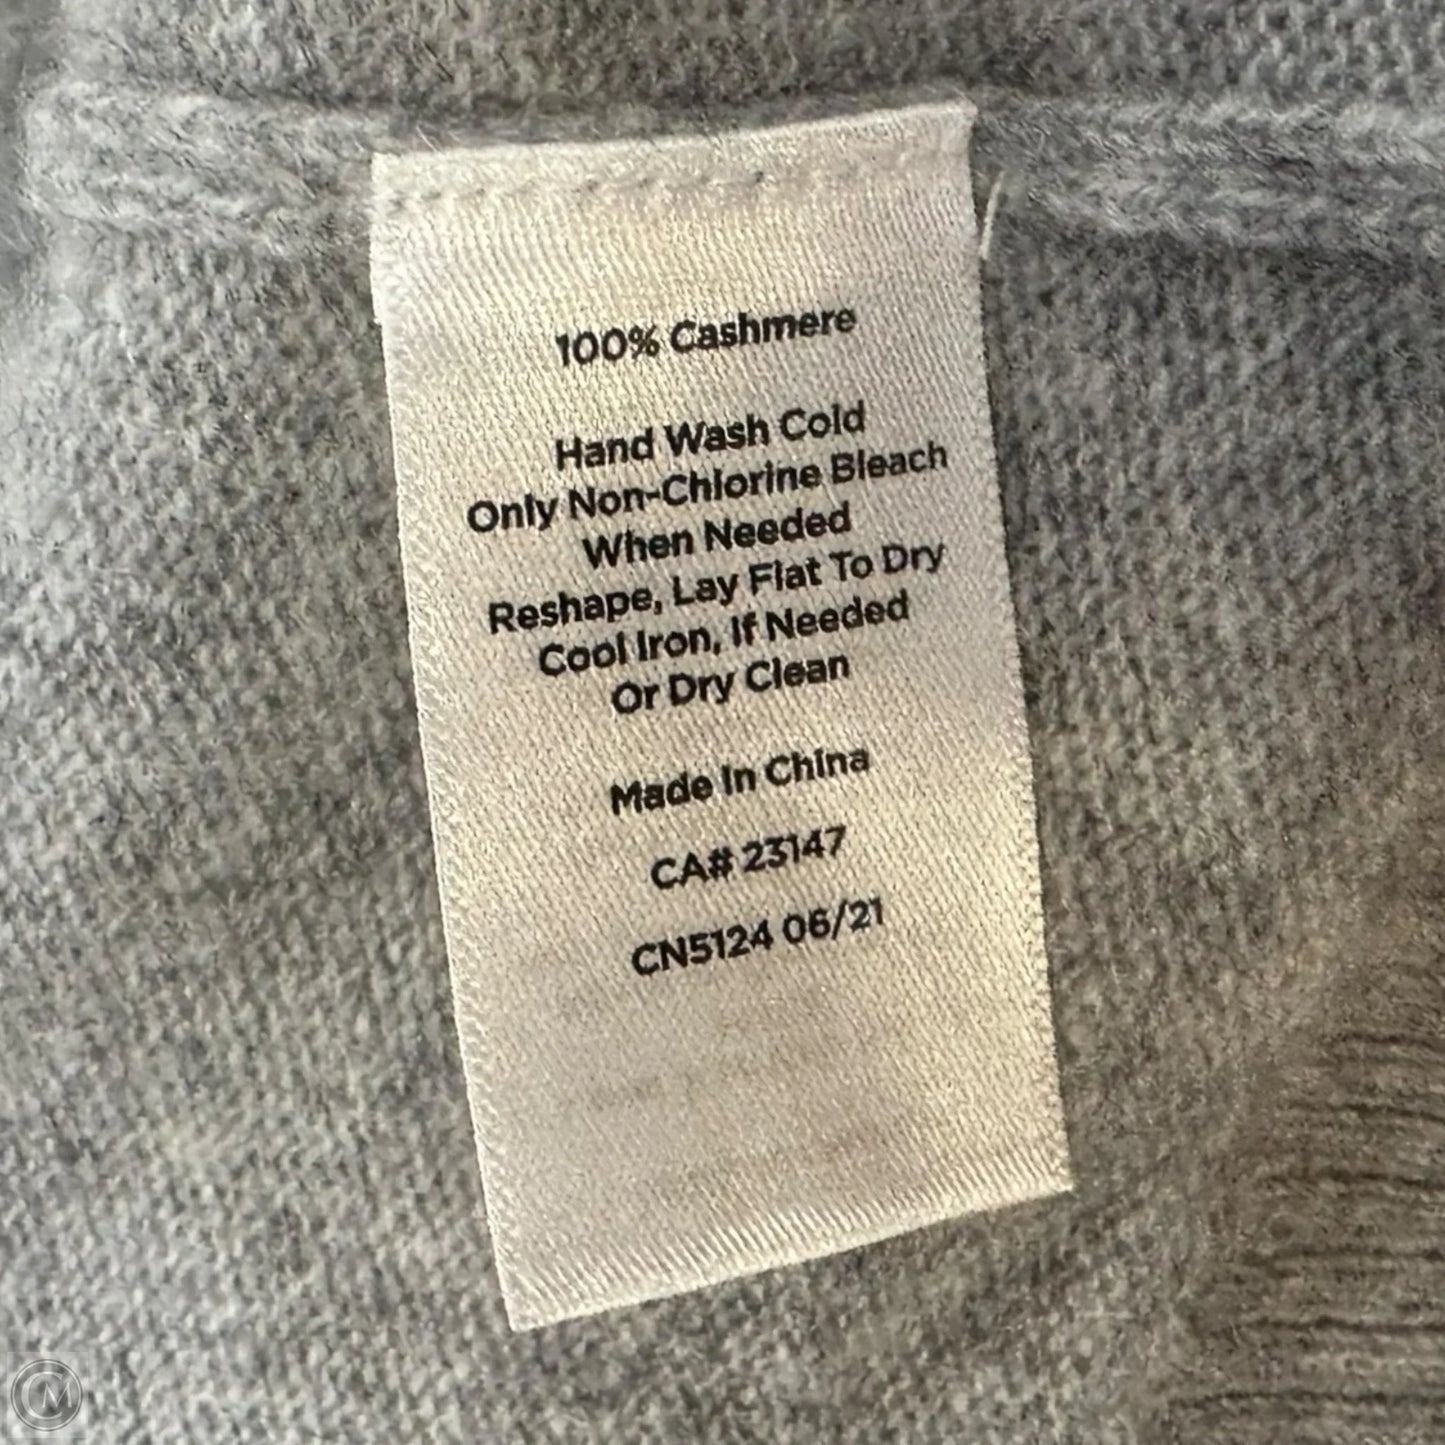 100% Cashmere
Hand Wash Cold
Only Non-Chlorine Bleach
When Needed
Reshape, Lay Flat To Dry
Cool Iron, If Needed
Or Dry Clean
Made In China
CA# 23147
CN5124 06/21
CM